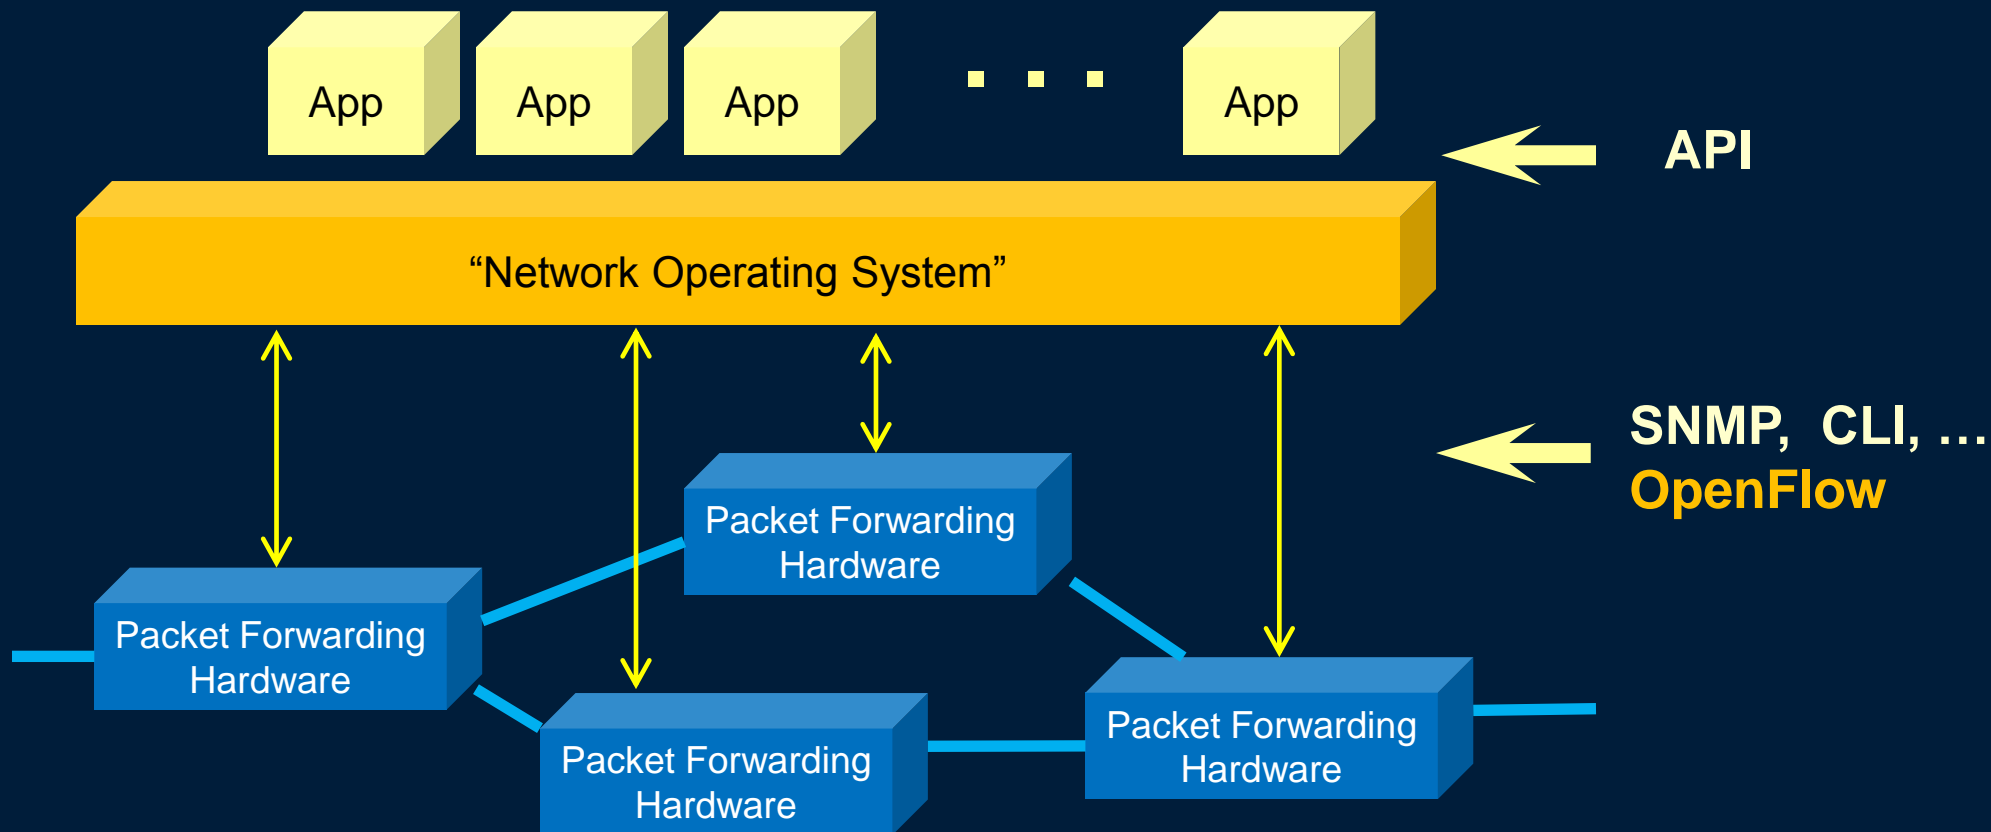 App
App
App
App
API
“Network Operating System”
SNMP, CLI, ...
OpenFlow
Packet Forwarding
Hardware
Packet Forwarding
Hardware
Packet Forwarding
Hardware
Packet Forwarding
Hardware